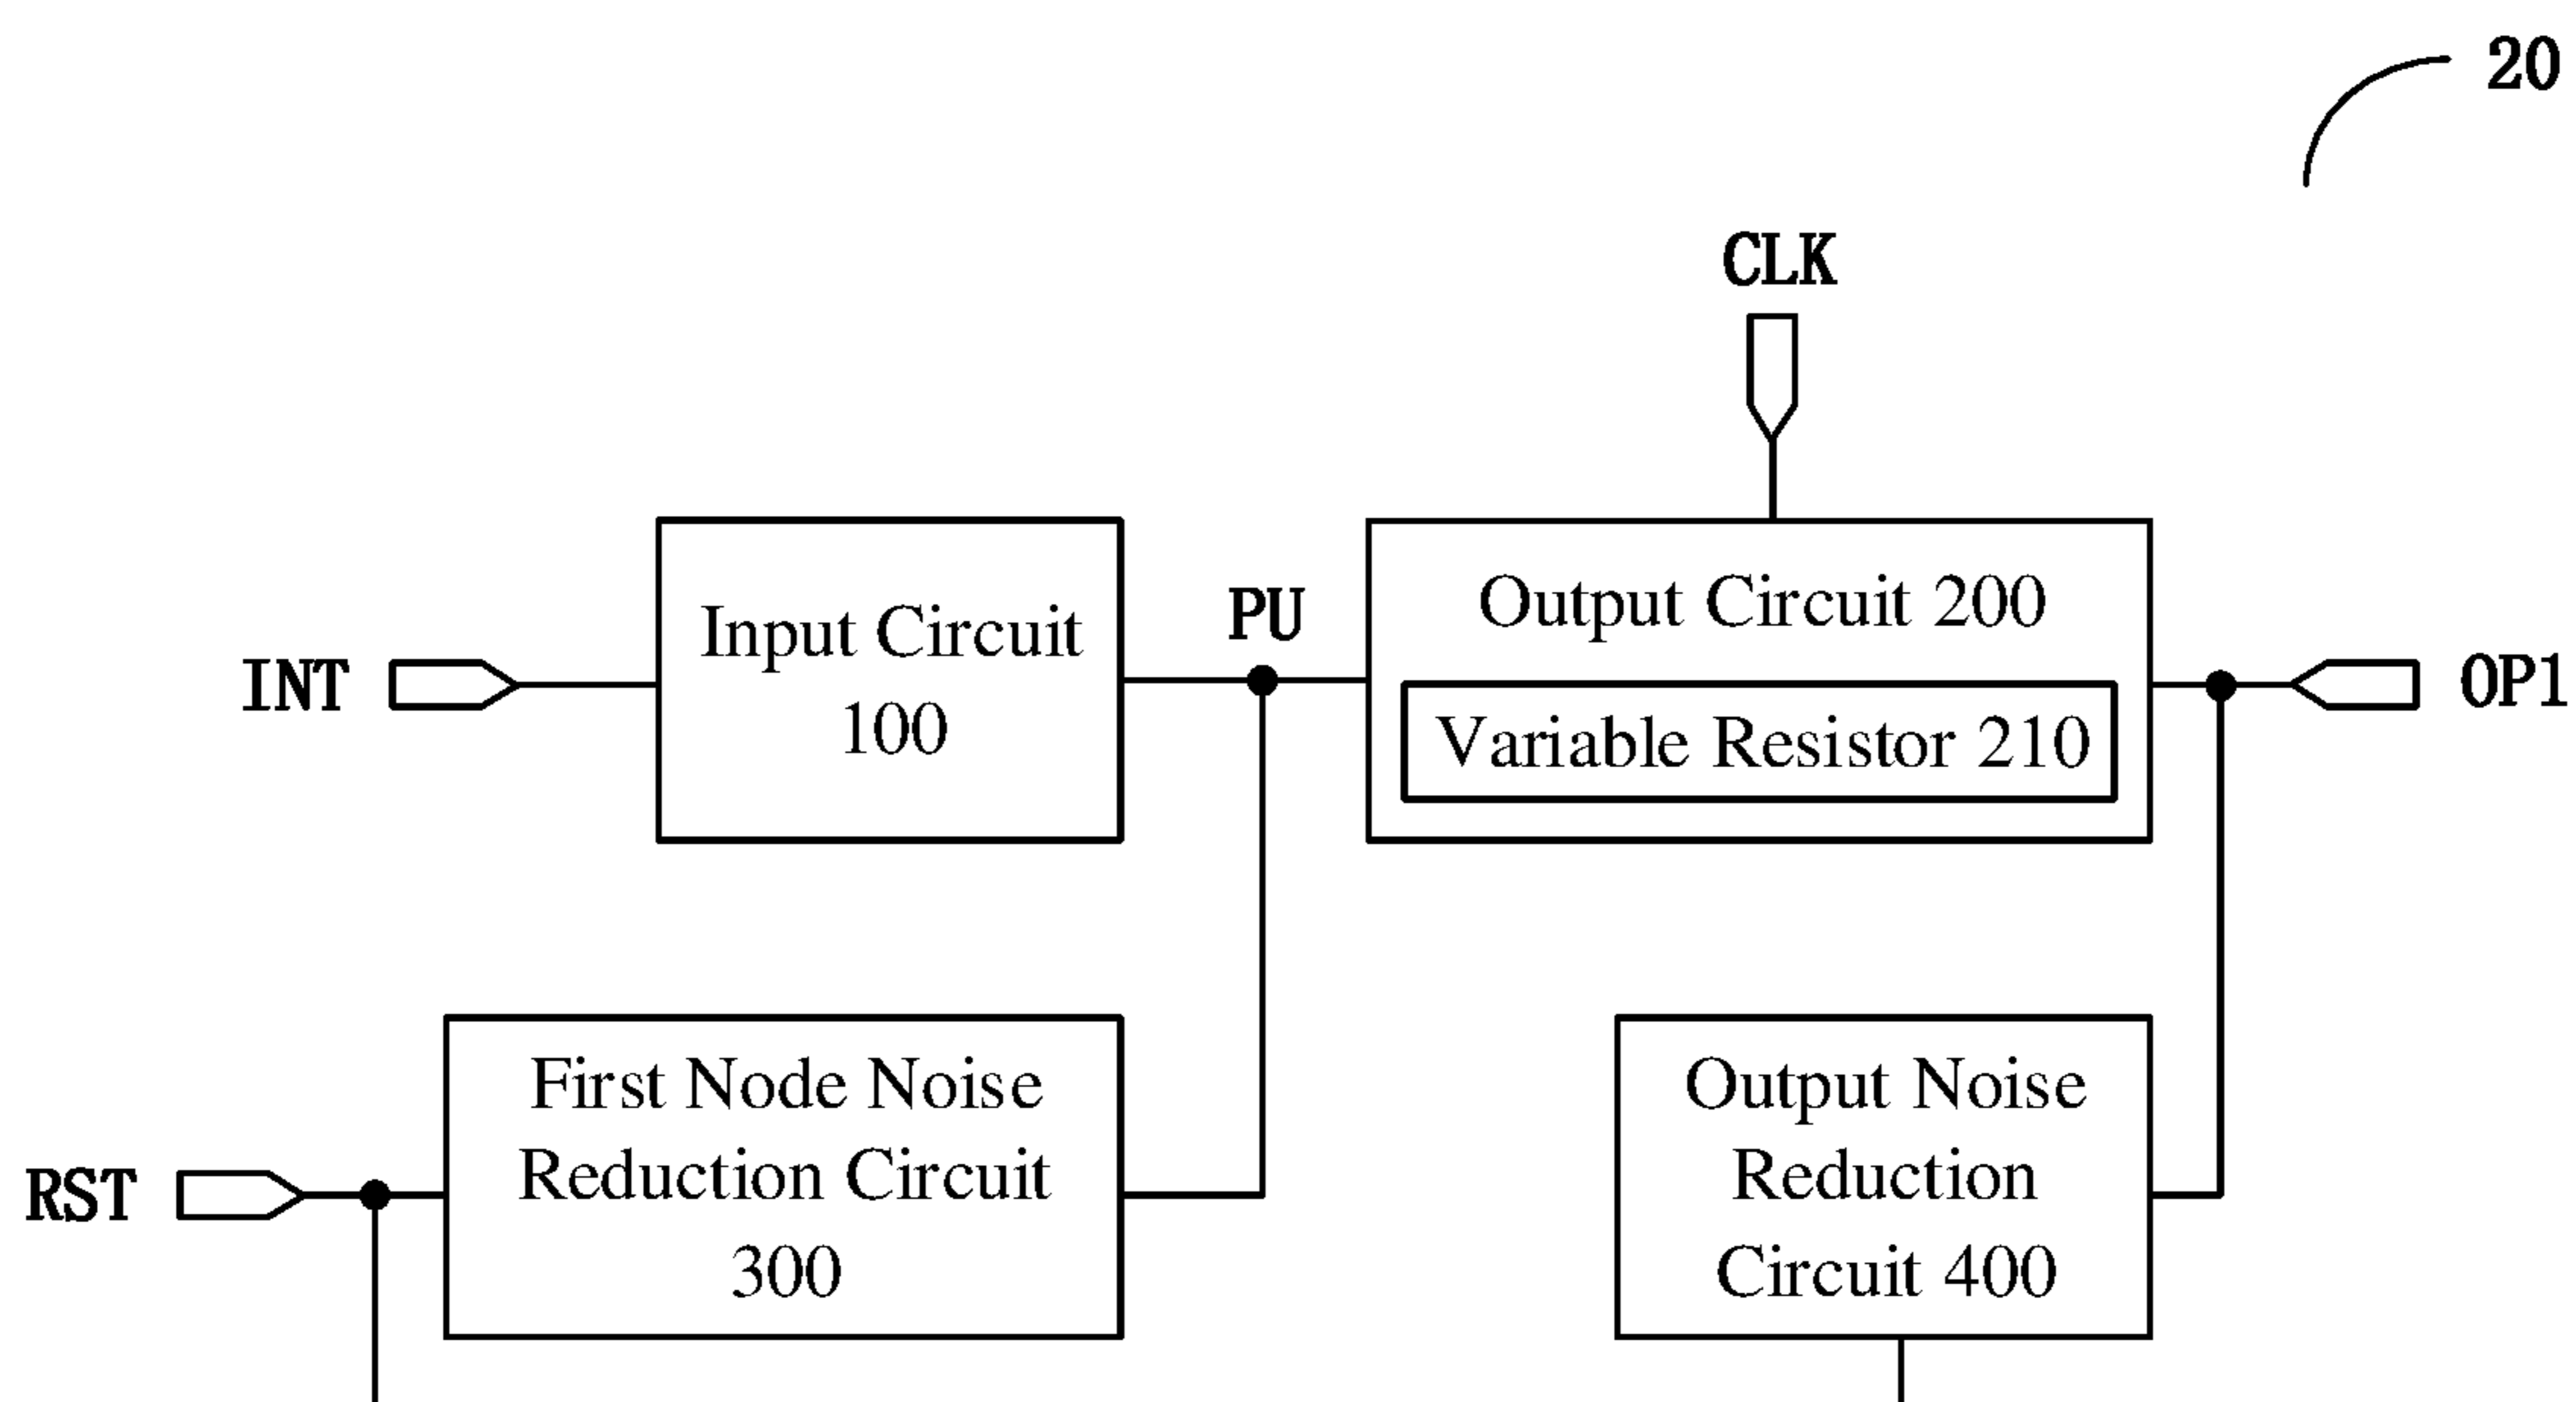 20
CLK
Input Circuit
100
PU
Output Circuit 200
Variable Resistor 210
INT
OP1
First Node Noise
Reduction Circuit
300
RST
Output Noise
Reduction
Circuit 400